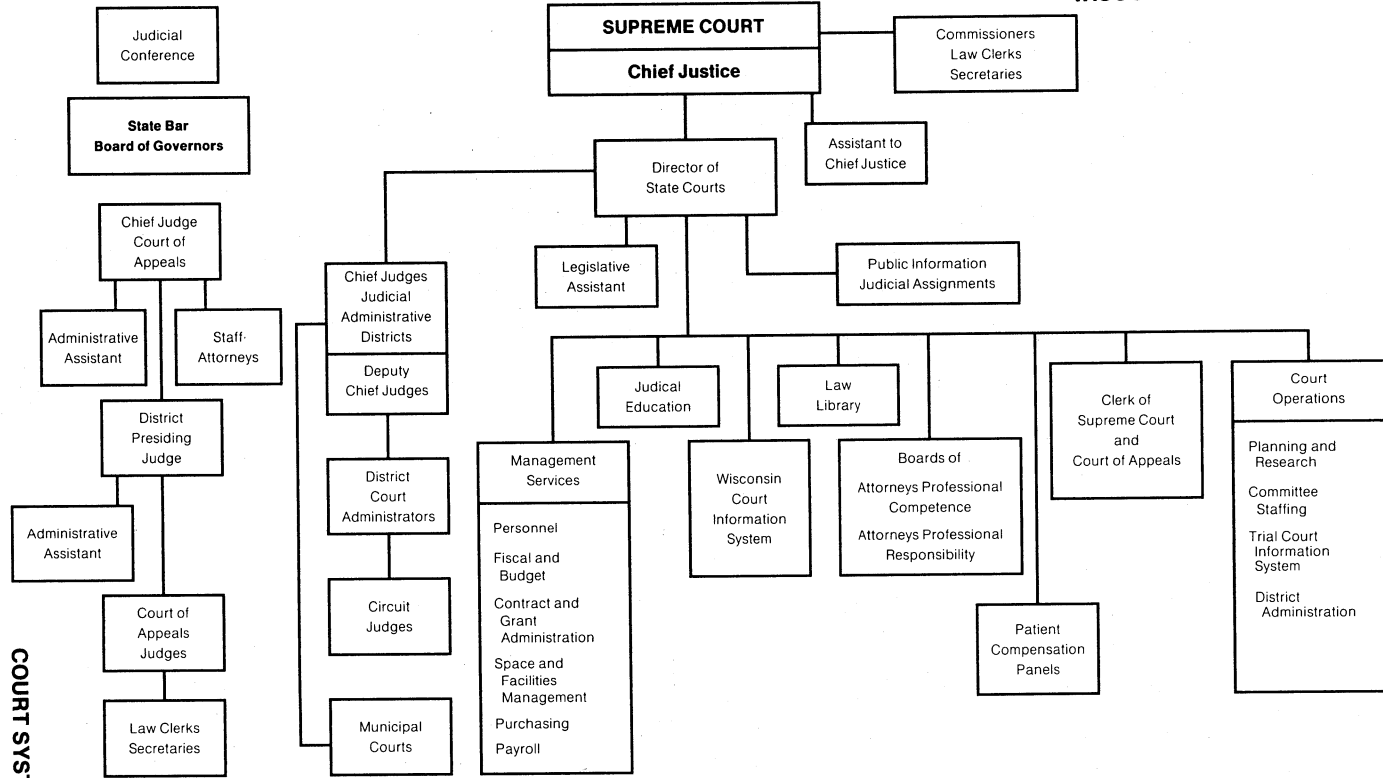 SUPREME COURT
Chief Justice
Commissioners
Law Clerks
Secretaries
Assistant to
Chief Justice
Director of
State Courts
Legislative
Assistant
Public Information
Judicial Assignments
Judicial
Conference
State Bar
Board of Governors
Chief Judge
Court of
Appeals
Administrative
Assistant
Staff-
Attorneys
District
Presiding
Judge
Administrative
Assistant
Court of
Appeals
Judges
Law Clerks
Secretaries
Chief Judges
Judicial
Administrative
Districts
Deputy
Chief Judges
District
Court
Administrators
Circuit
Judges
Municipal
Courts
Management
Services
Personnel
Fiscal and
Budget
Contract and
Grant
Administration
Space and
Facilities
Management
Purchasing
Payroll
Judical
Education
Wisconsin
Court
Information
System
Law
Library
Boards of
Attorneys Professional
Competence
Attorneys Professional
Responsibility
Patient
Compensation
Panels
Clerk of
Supreme Court
and
Court of Appeals
Court
Operations
Planning and
Research
Committee
Staffing
Trial Court
Information
System
District
Administration
COURT SYS